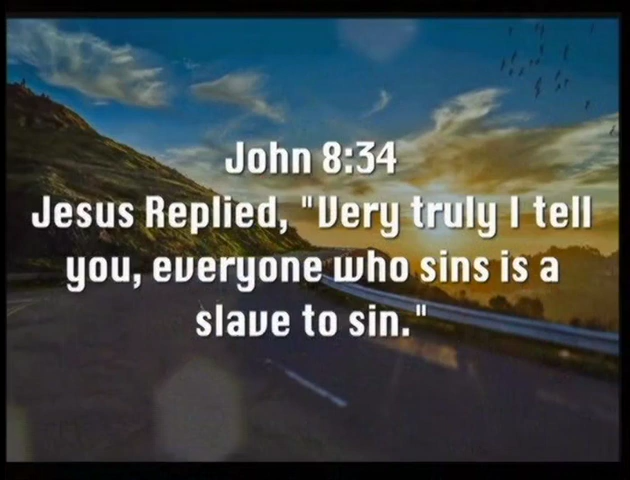 John 8:34
Jesus Replied, "Very truly I tell
you, everyone who sins is a
slave to sin."